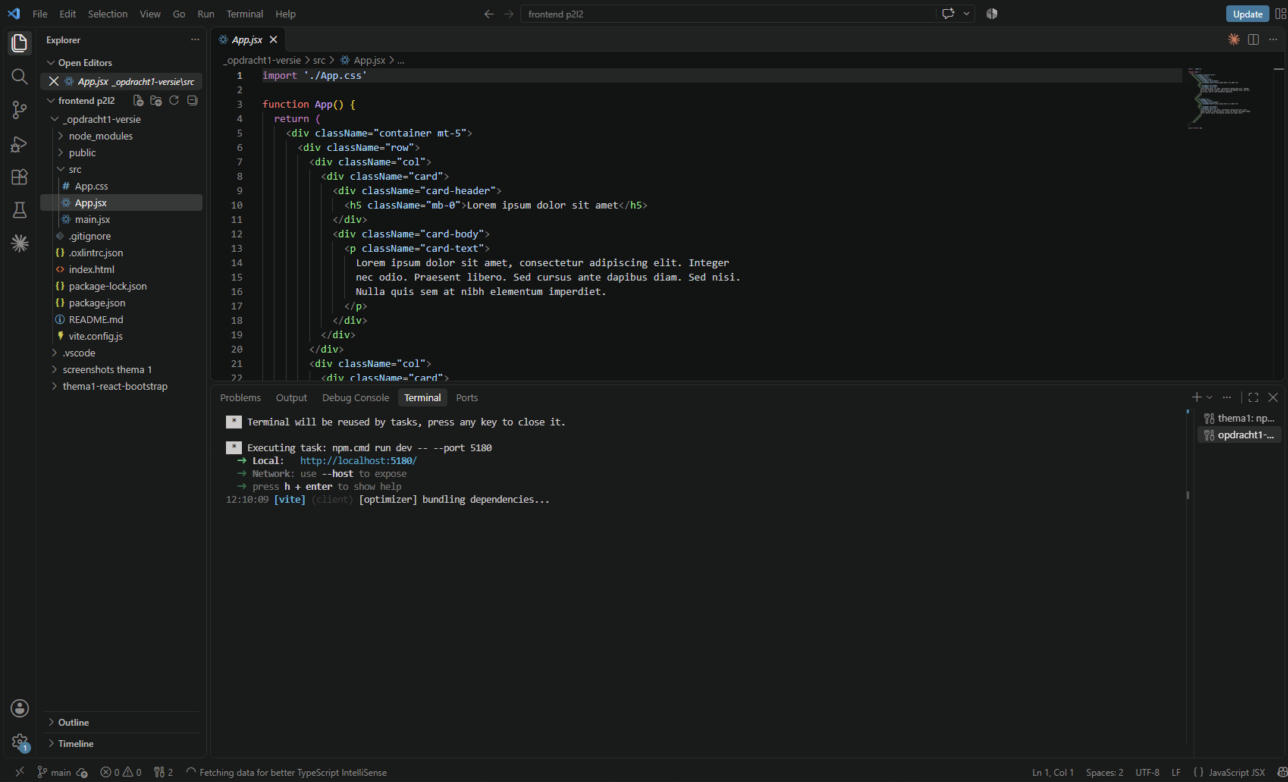 File Edit Selection View Go Run Terminal Help
frontend p2l2
Update
Explorer
Open Editors
App.jsx _opdracht1-versie\src
frontend p2l2
_opdracht1-versie
node_modules
public
src
# App.css
App.jsx
main.jsx
.gitignore
{} .oxlintrc.json
<> index.html
{} package-lock.json
{} package.json
README.md
vite.config.js
.vscode
screenshots thema 1
thema1-react-bootstrap
Outline
Timeline
App.jsx
_opdracht1-versie > src > App.jsx > ...
1 import './App.css'
2
3 function App() {
4 return (
5 <div className="container mt-5">
6 <div className="row">
7 <div className="col">
8 <div className="card">
9 <div className="card-header">
10 <h5 className="mb-0">Lorem ipsum dolor sit amet</h5>
11 </div>
12 <div className="card-body">
13 <p className="card-text">
14 Lorem ipsum dolor sit amet, consectetur adipiscing elit. Integer
15 nec odio. Praesent libero. Sed cursus ante dapibus diam. Sed nisi.
16 Nulla quis sem at nibh elementum imperdiet.
17 </p>
18 </div>
19 </div>
20 </div>
21 <div className="col">
22 <div className="card">
Problems Output Debug Console Terminal Ports
* Terminal will be reused by tasks, press any key to close it.
* Executing task: npm.cmd run dev -- --port 5180
➜ Local: http://localhost:5180/
➜ Network: use --host to expose
➜ press h + enter to show help
12:10:09 [vite] (client) [optimizer] bundling dependencies...
thema1: np...
opdracht1-...
1
main
0 0
2
Fetching data for better TypeScript IntelliSense
Ln 1, Col 1 Spaces: 2 UTF-8 LF {} JavaScript JSX